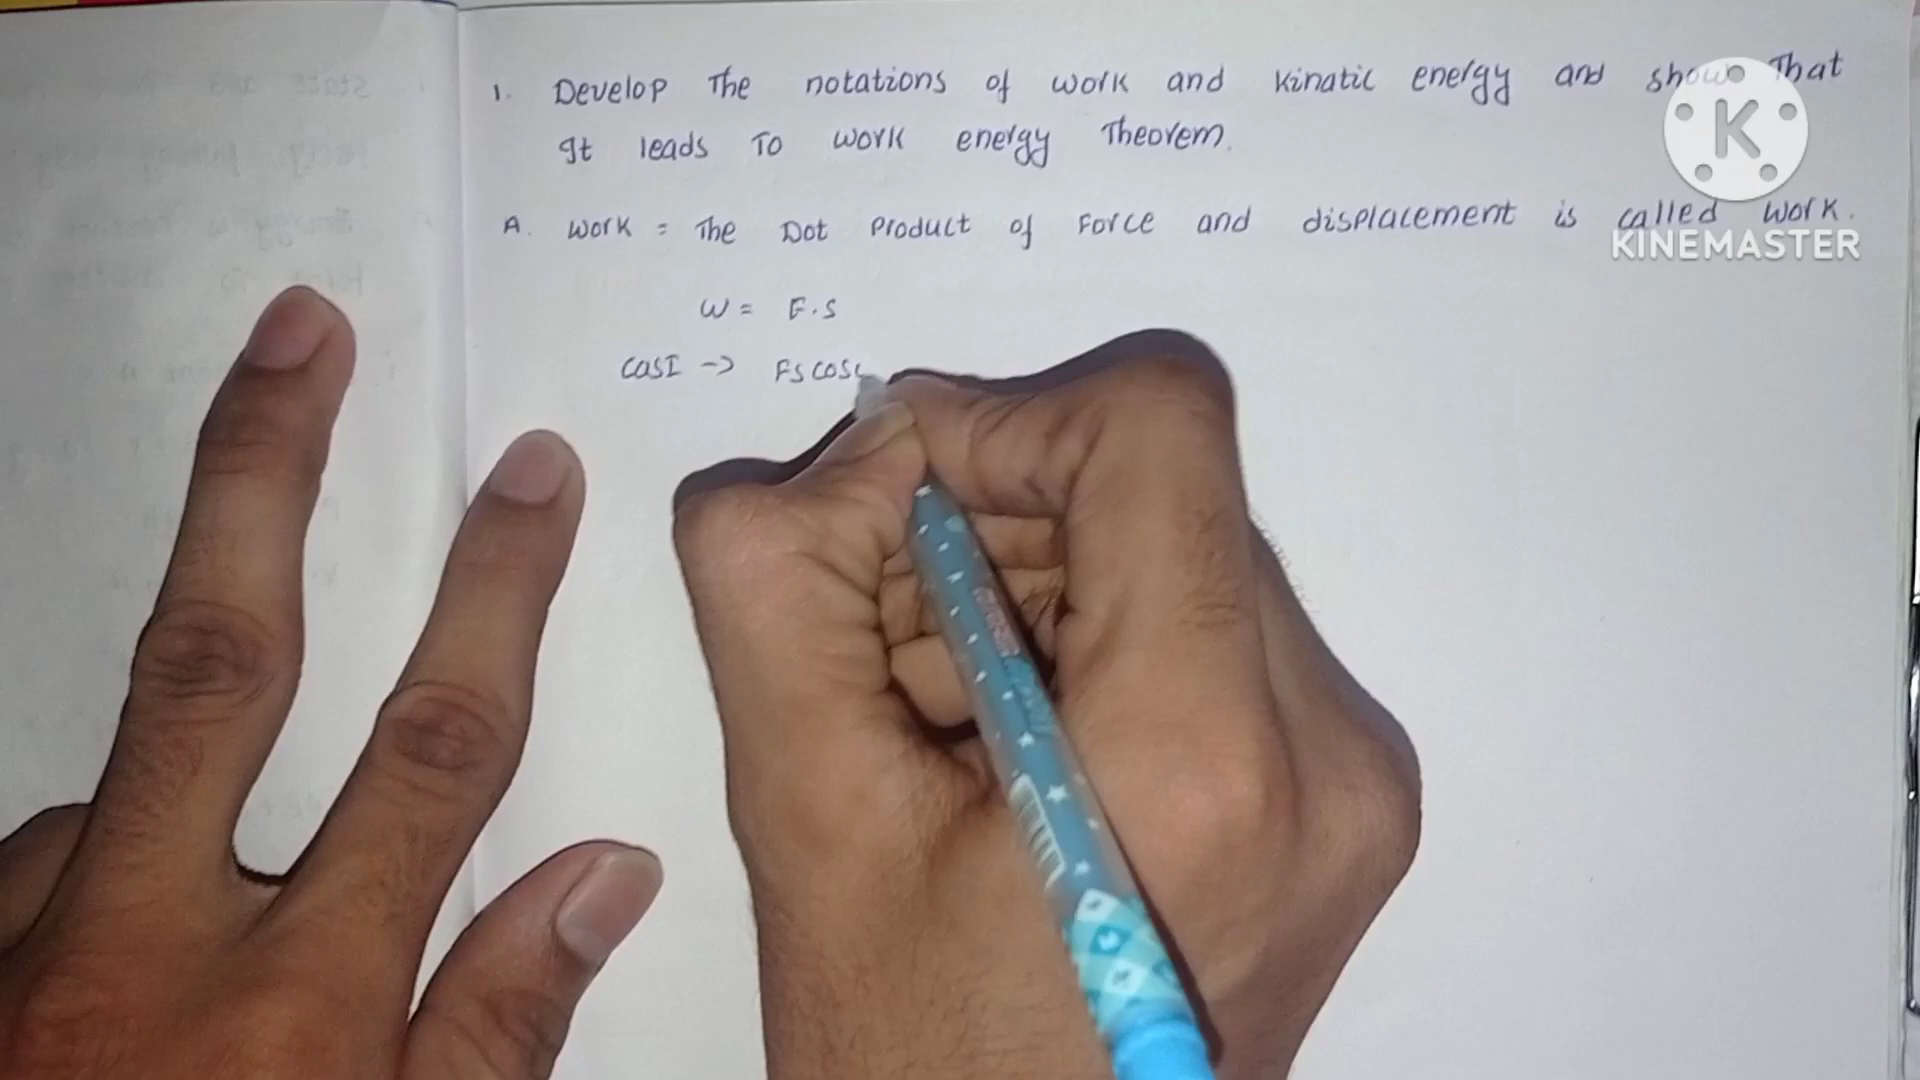 1. Develop The notations of work and Kinatic energy and show That
It leads To work energy Theorem.
A. Work = The Dot Product of Force and displacement is called work.
K
KINEMASTER
W = F.S
CASI -> FS COS